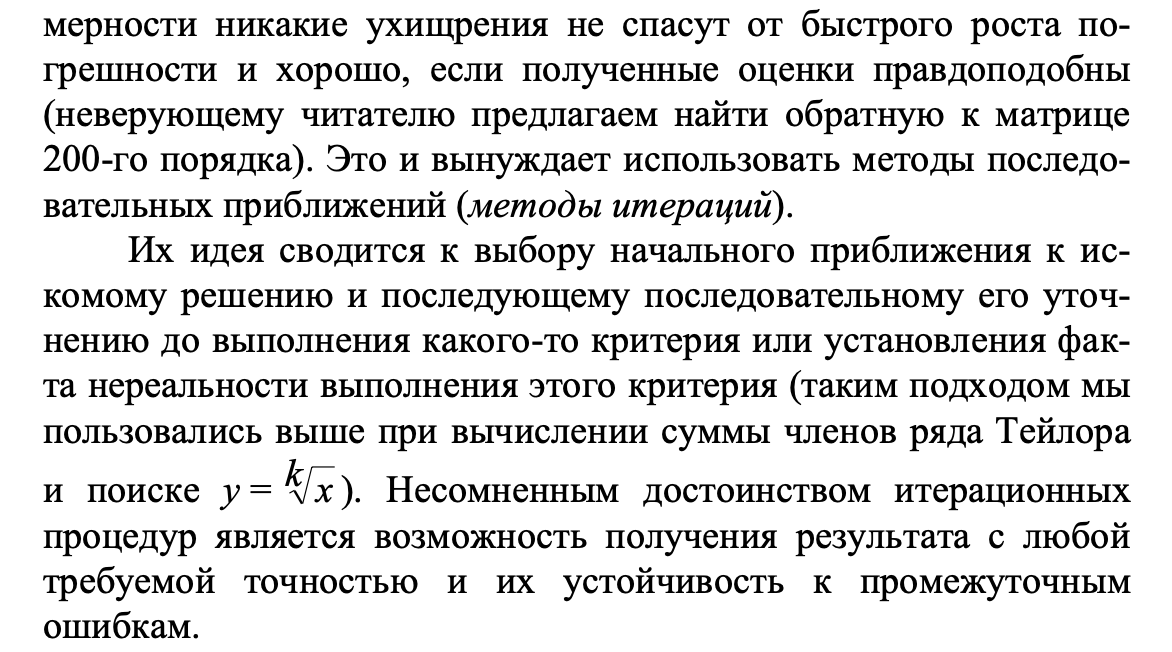 мерности никакие ухищрения не спасут от быстрого роста по-
грешности и хорошо, если полученные оценки правдоподобны
(неверующему читателю предлагаем найти обратную к матрице
200-го порядка). Это и вынуждает использовать методы последо-
вательных приближений (методы итераций).
Их идея сводится к выбору начального приближения к ис-
комому решению и последующему последовательному его уточ-
нению до выполнения какого-то критерия или установления фак-
та нереальности выполнения этого критерия (таким подходом мы
пользовались выше при вычислении суммы членов ряда Тейлора
и поиске y = ᵏ√x ). Несомненным достоинством итерационных
процедур является возможность получения результата с любой
требуемой точностью и их устойчивость к промежуточным
ошибкам.